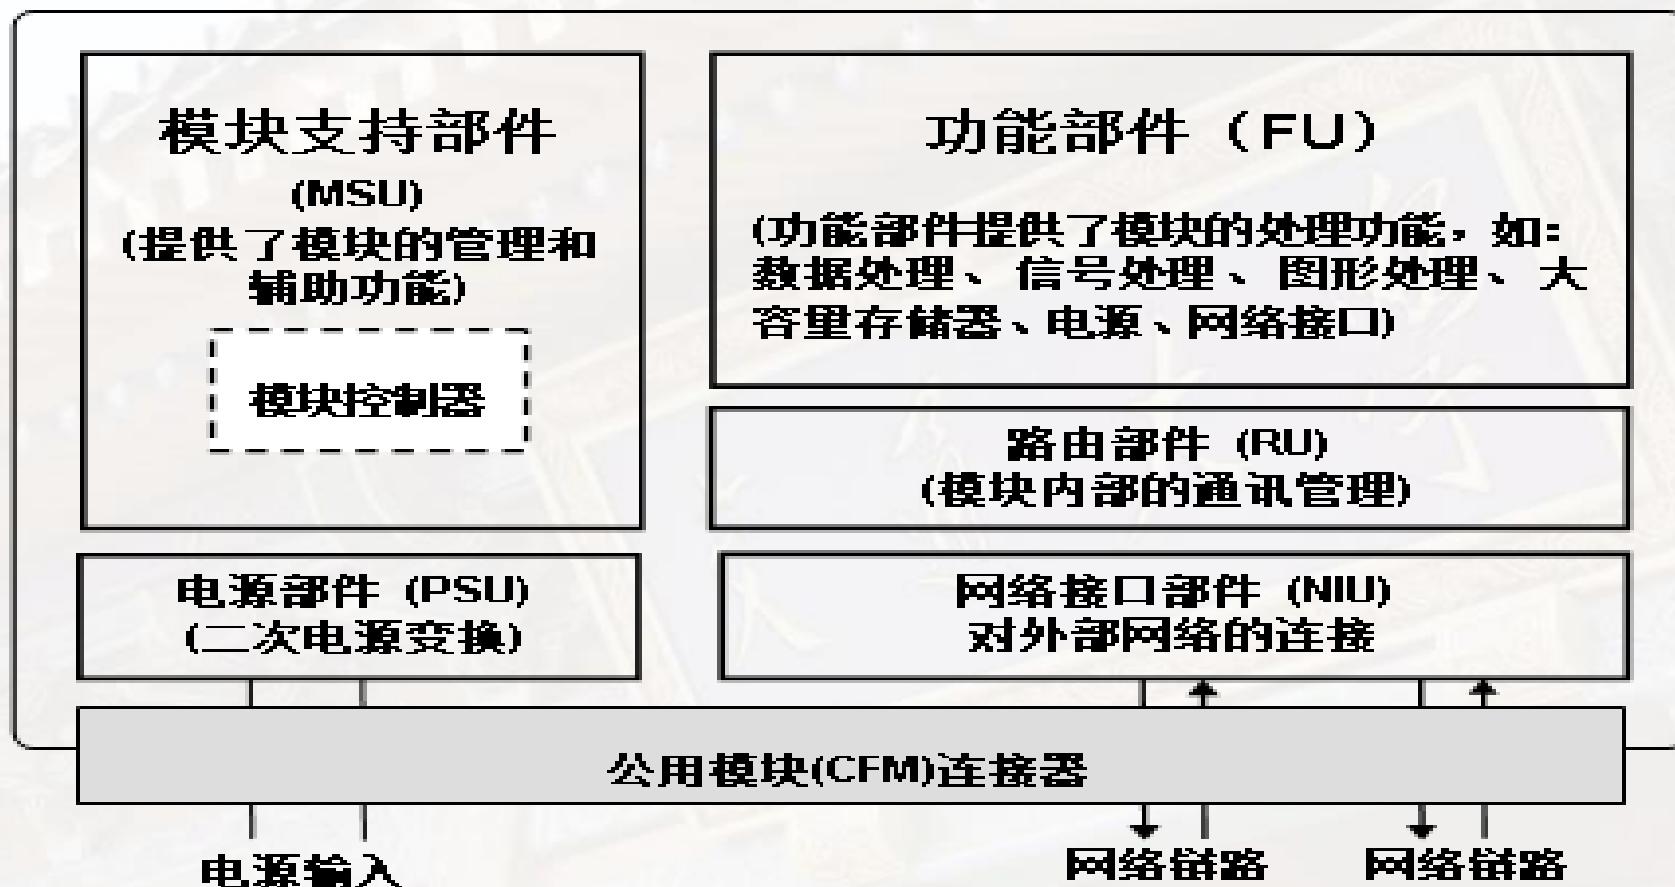 模块支持部件
(MSU)
(提供了模块的管理和
辅助功能)
模块控制器
功能部件（FU）
(功能部件提供了模块的处理功能，如：
数据处理、信号处理、图形处理、大
容量存储器、电源、网络接口)
路由部件 (RU)
(模块内部的通讯管理)
电源部件 (PSU)
(二次电源变换)
网络接口部件 (NIU)
对外部网络的连接
公用模块(CFM)连接器
电源输入
网络链路
网络链路